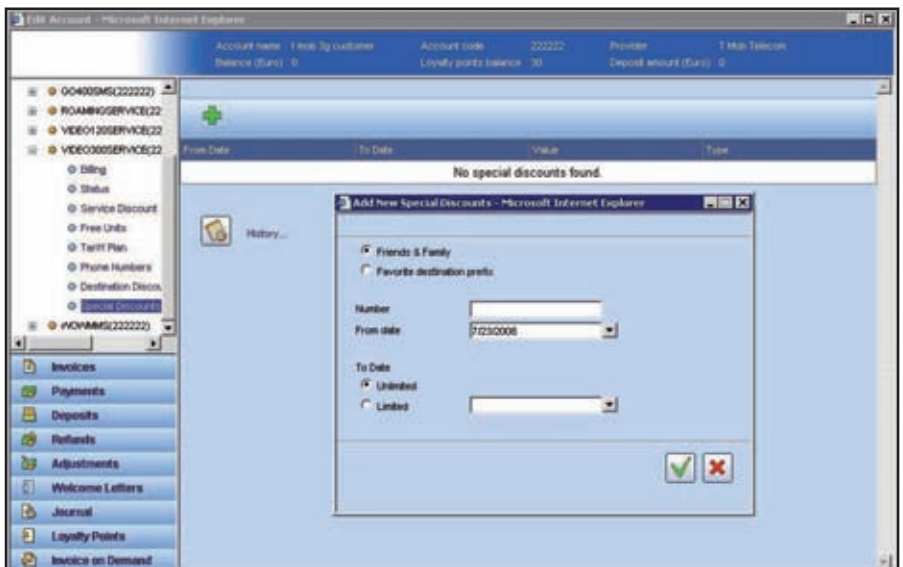 Edit Account - Microsoft Internet Explorer
Account name 1 mob 3g customer Account code 222222 Provider T Mob Telecom
Balance (Euro) 0 Loyalty points balance 30 Deposit amount (Euro) 0
GO400SMS(222222)
ROAMINGSERVICE(22
VIDEO120SERVICE(22
VIDEO300SERVICE(22
Billing
Status
Service Discount
Free Units
Tariff Plan
Phone Numbers
Destination Discou
Special Discounts
(222222)
Invoices
Payments
Deposits
Refunds
Adjustments
Welcome Letters
Journal
Loyalty Points
Invoice on Demand
From Date To Date Value Type
No special discounts found.
History...
Add New Special Discounts - Microsoft Internet Explorer
Friends & Family
Favorite destination prefix
Number
From date 7/23/2008
To Date
Unlimited
Limited